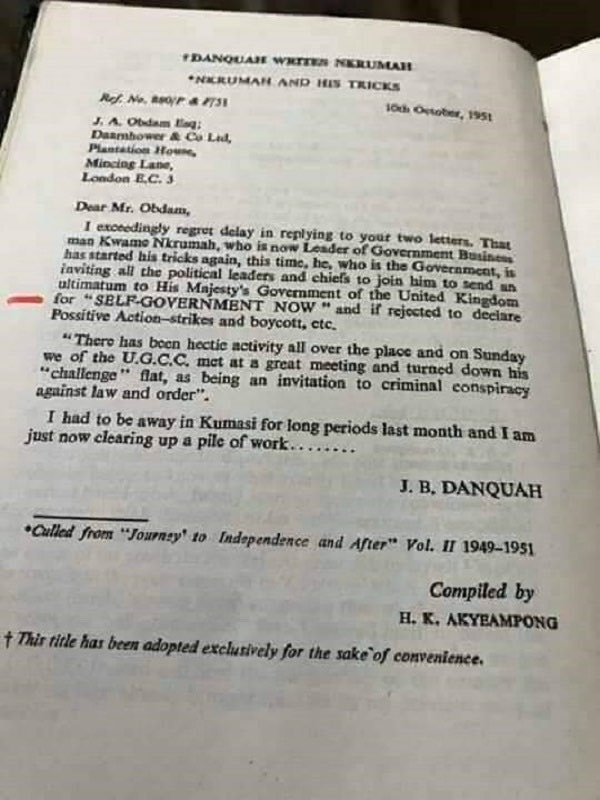 †DANQUAH WRITES NKRUMAH
*NKRUMAH AND HIS TRICKS
Ref. No. 880/P & F/51
10th October, 1951
J. A. Obdam Esq;
Daarnhower & Co Ltd,
Plantation House,
Mincing Lane,
London E.C. 3
Dear Mr. Obdam,
I exceedingly regret delay in replying to your two letters. That
man Kwame Nkrumah, who is now Leader of Government Business
has started his tricks again, this time, he, who is the Government, is
inviting all the political leaders and chiefs to join him to send an
ultimatum to His Majesty's Government of the United Kingdom
for "SELF-GOVERNMENT NOW" and if rejected to declare
Possitive Action–strikes and boycott, etc.
"There has been hectic activity all over the place and on Sunday
we of the U.G.C.C. met at a great meeting and turned down his
"challenge" flat, as being an invitation to criminal conspiracy
against law and order".
I had to be away in Kumasi for long periods last month and I am
just now clearing up a pile of work........
J. B. DANQUAH
*Culled from "Journey' to Independence and After" Vol. II 1949–1951
Compiled by
H. K. AKYEAMPONG
† This title has been adopted exclusively for the sake of convenience.